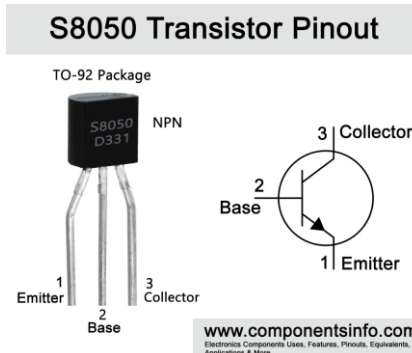 S8050 Transistor Pinout
TO-92 Package
S8050
D331
NPN
1
Emitter
2
Base
3
Collector
3 Collector
2
Base
1 Emitter
www.componentsinfo.com
Electronics Components Uses, Features, Pinouts, Equivalents,
Applications & More